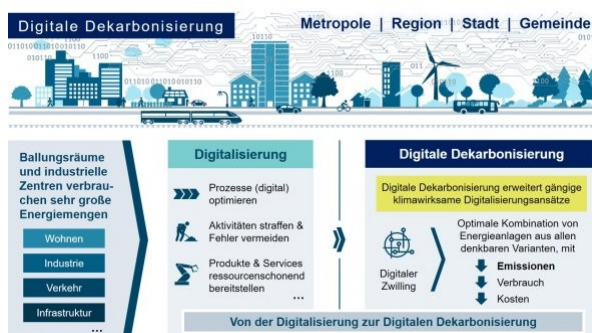 Digitale Dekarbonisierung
Metropole | Region | Stadt | Gemeinde
Ballungsräume
und industrielle
Zentren verbrau-
chen sehr große
Energiemengen
Wohnen
Industrie
Verkehr
Infrastruktur
...
Digitalisierung
Prozesse (digital)
optimieren
Aktivitäten straffen &
Fehler vermeiden
Produkte & Services
ressourcenschonend
bereitstellen
...
Digitale Dekarbonisierung
Digitale Dekarbonisierung erweitert gängige
klimawirksame Digitalisierungsansätze
Digitaler
Zwilling
Optimale Kombination von
Energieanlagen aus allen
denkbaren Varianten, mit
Emissionen
Verbrauch
Kosten
Von der Digitalisierung zur Digitalen Dekarbonisierung